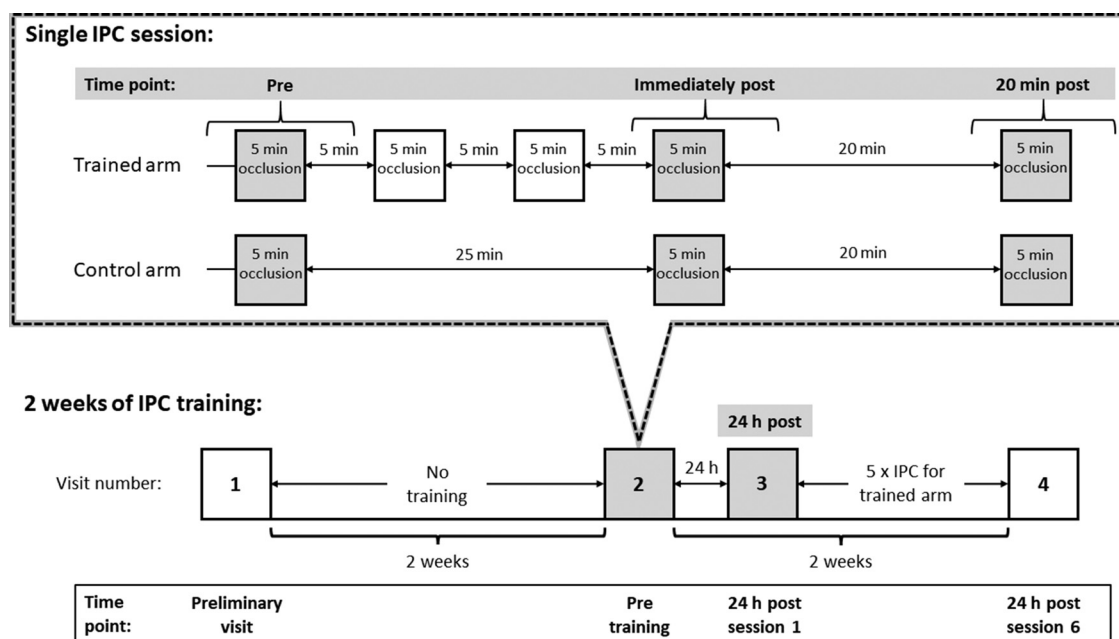 Single IPC session:
Time point: Pre Immediately post 20 min post
Trained arm
5 min
occlusion
5 min
5 min
occlusion
5 min
5 min
occlusion
5 min
5 min
occlusion
20 min
5 min
occlusion
Control arm
5 min
occlusion
25 min
5 min
occlusion
20 min
5 min
occlusion
2 weeks of IPC training:
24 h post
Visit number:
1
No
training
2
24 h
3
5 x IPC for
trained arm
4
2 weeks
2 weeks
Time
point:
Preliminary
visit
Pre
training
24 h post
session 1
24 h post
session 6